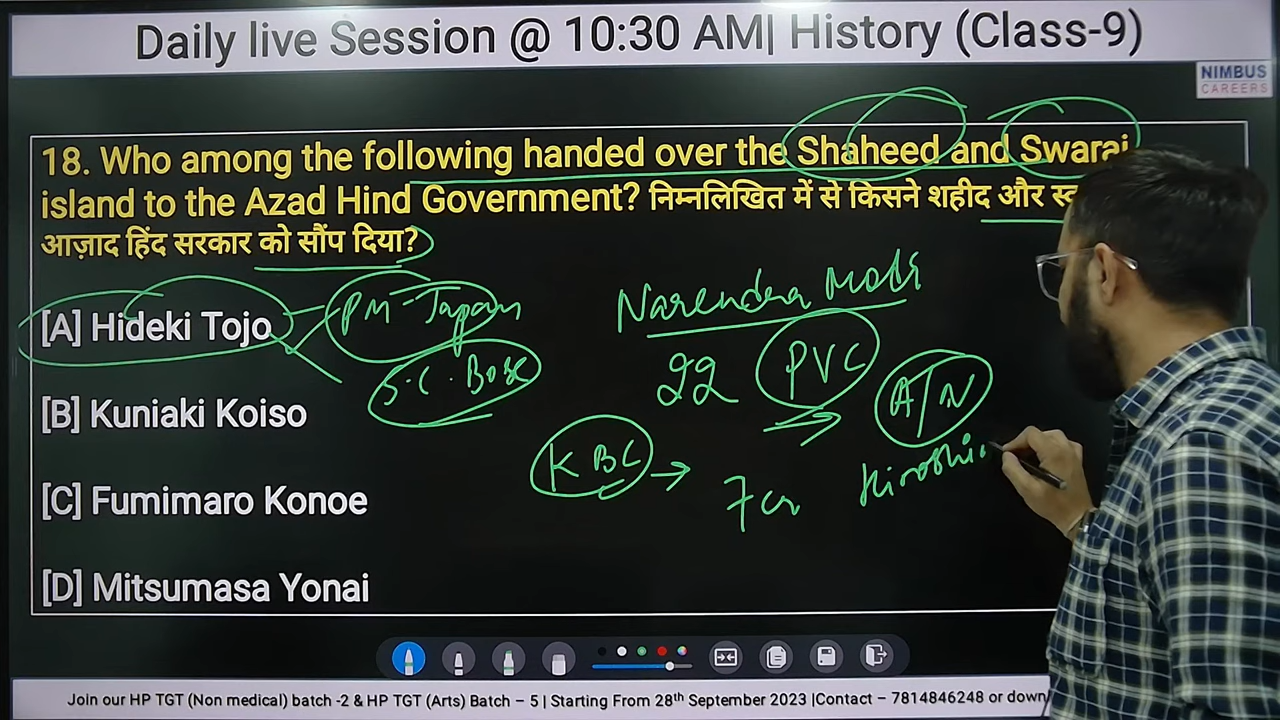 Daily live Session @ 10:30 AM| History (Class-9)
NIMBUS
CAREERS
18. Who among the following handed over the Shaheed and Swaraj
island to the Azad Hind Government? निम्नलिखित में से किसने शहीद और
आज़ाद हिंद सरकार को सौंप दिया?
[A] Hideki Tojo
PM - Japan
Narendra Modi
S.C. Bose
22 PVC
A/N
[B] Kuniaki Koiso
KBC →
7 cr
Hiroshi
[C] Fumimaro Konoe
[D] Mitsumasa Yonai
Join our HP TGT (Non medical) batch -2 & HP TGT (Arts) Batch – 5 | Starting From 28th September 2023 |Contact – 7814846248 or down